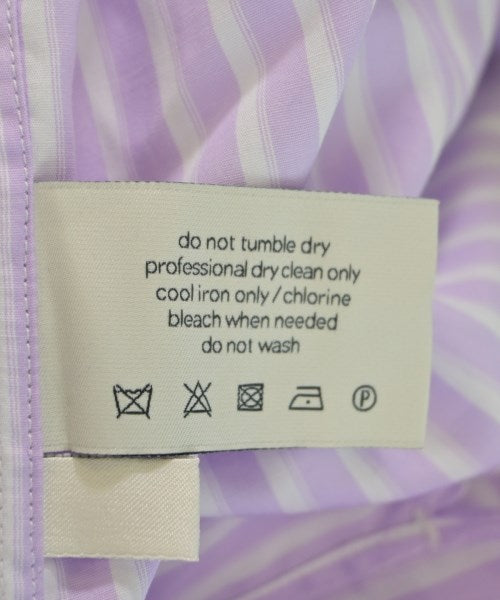 do not tumble dry
professional dry clean only
cool iron only / chlorine
bleach when needed
do not wash
P